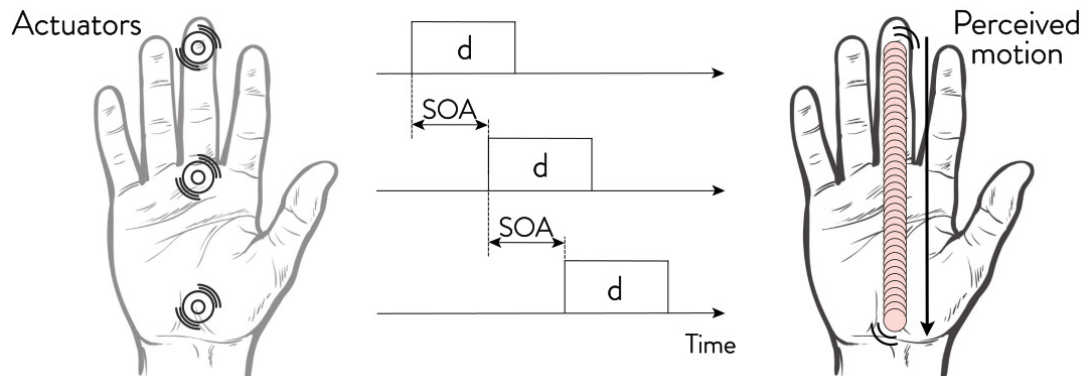 Actuators
d
SOA
d
SOA
d
Time
Perceived
motion